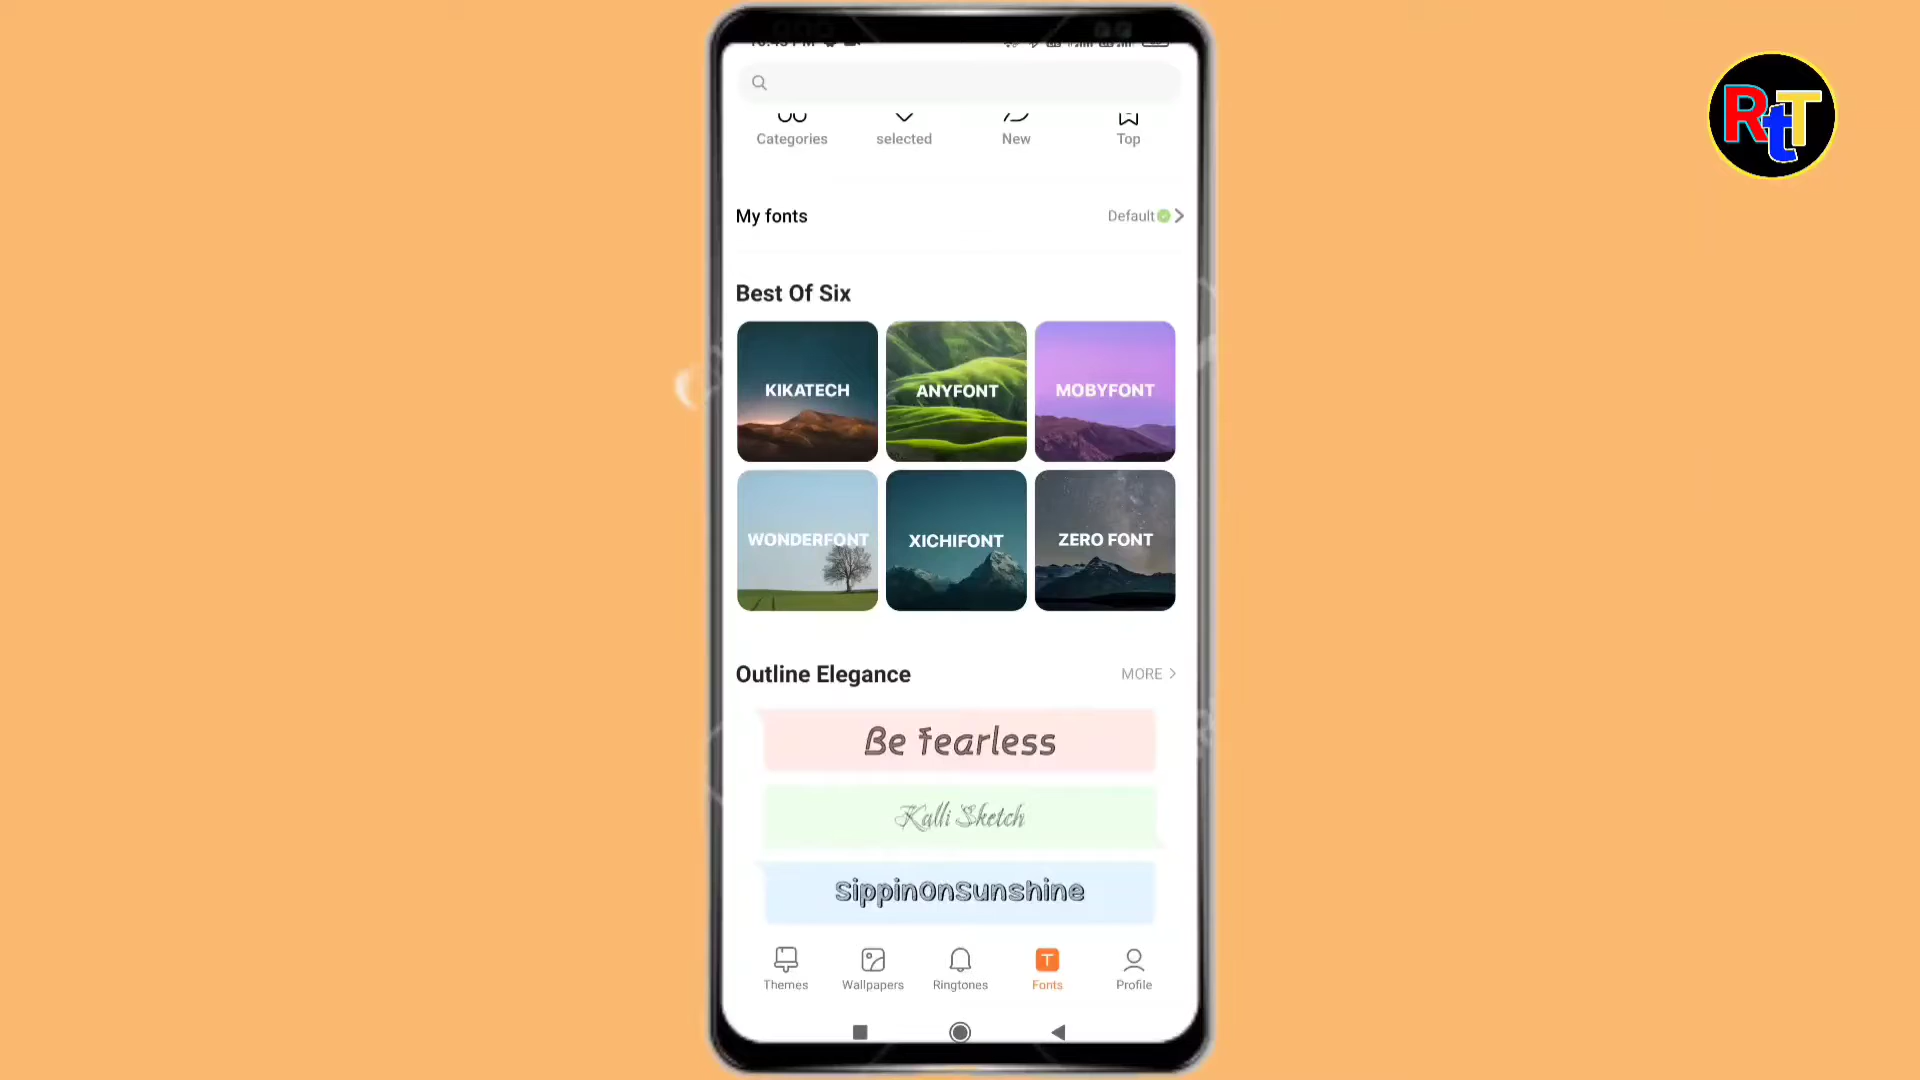 RtT
Categories
selected
New
Top
My fonts
Default
Best Of Six
KIKATECH
ANYFONT
MOBYFONT
WONDERFONT
XICHIFONT
ZERO FONT
Outline Elegance
MORE
Be fearless
Kalli Sketch
SippinOnSunshine
Themes
Wallpapers
Ringtones
Fonts
Profile